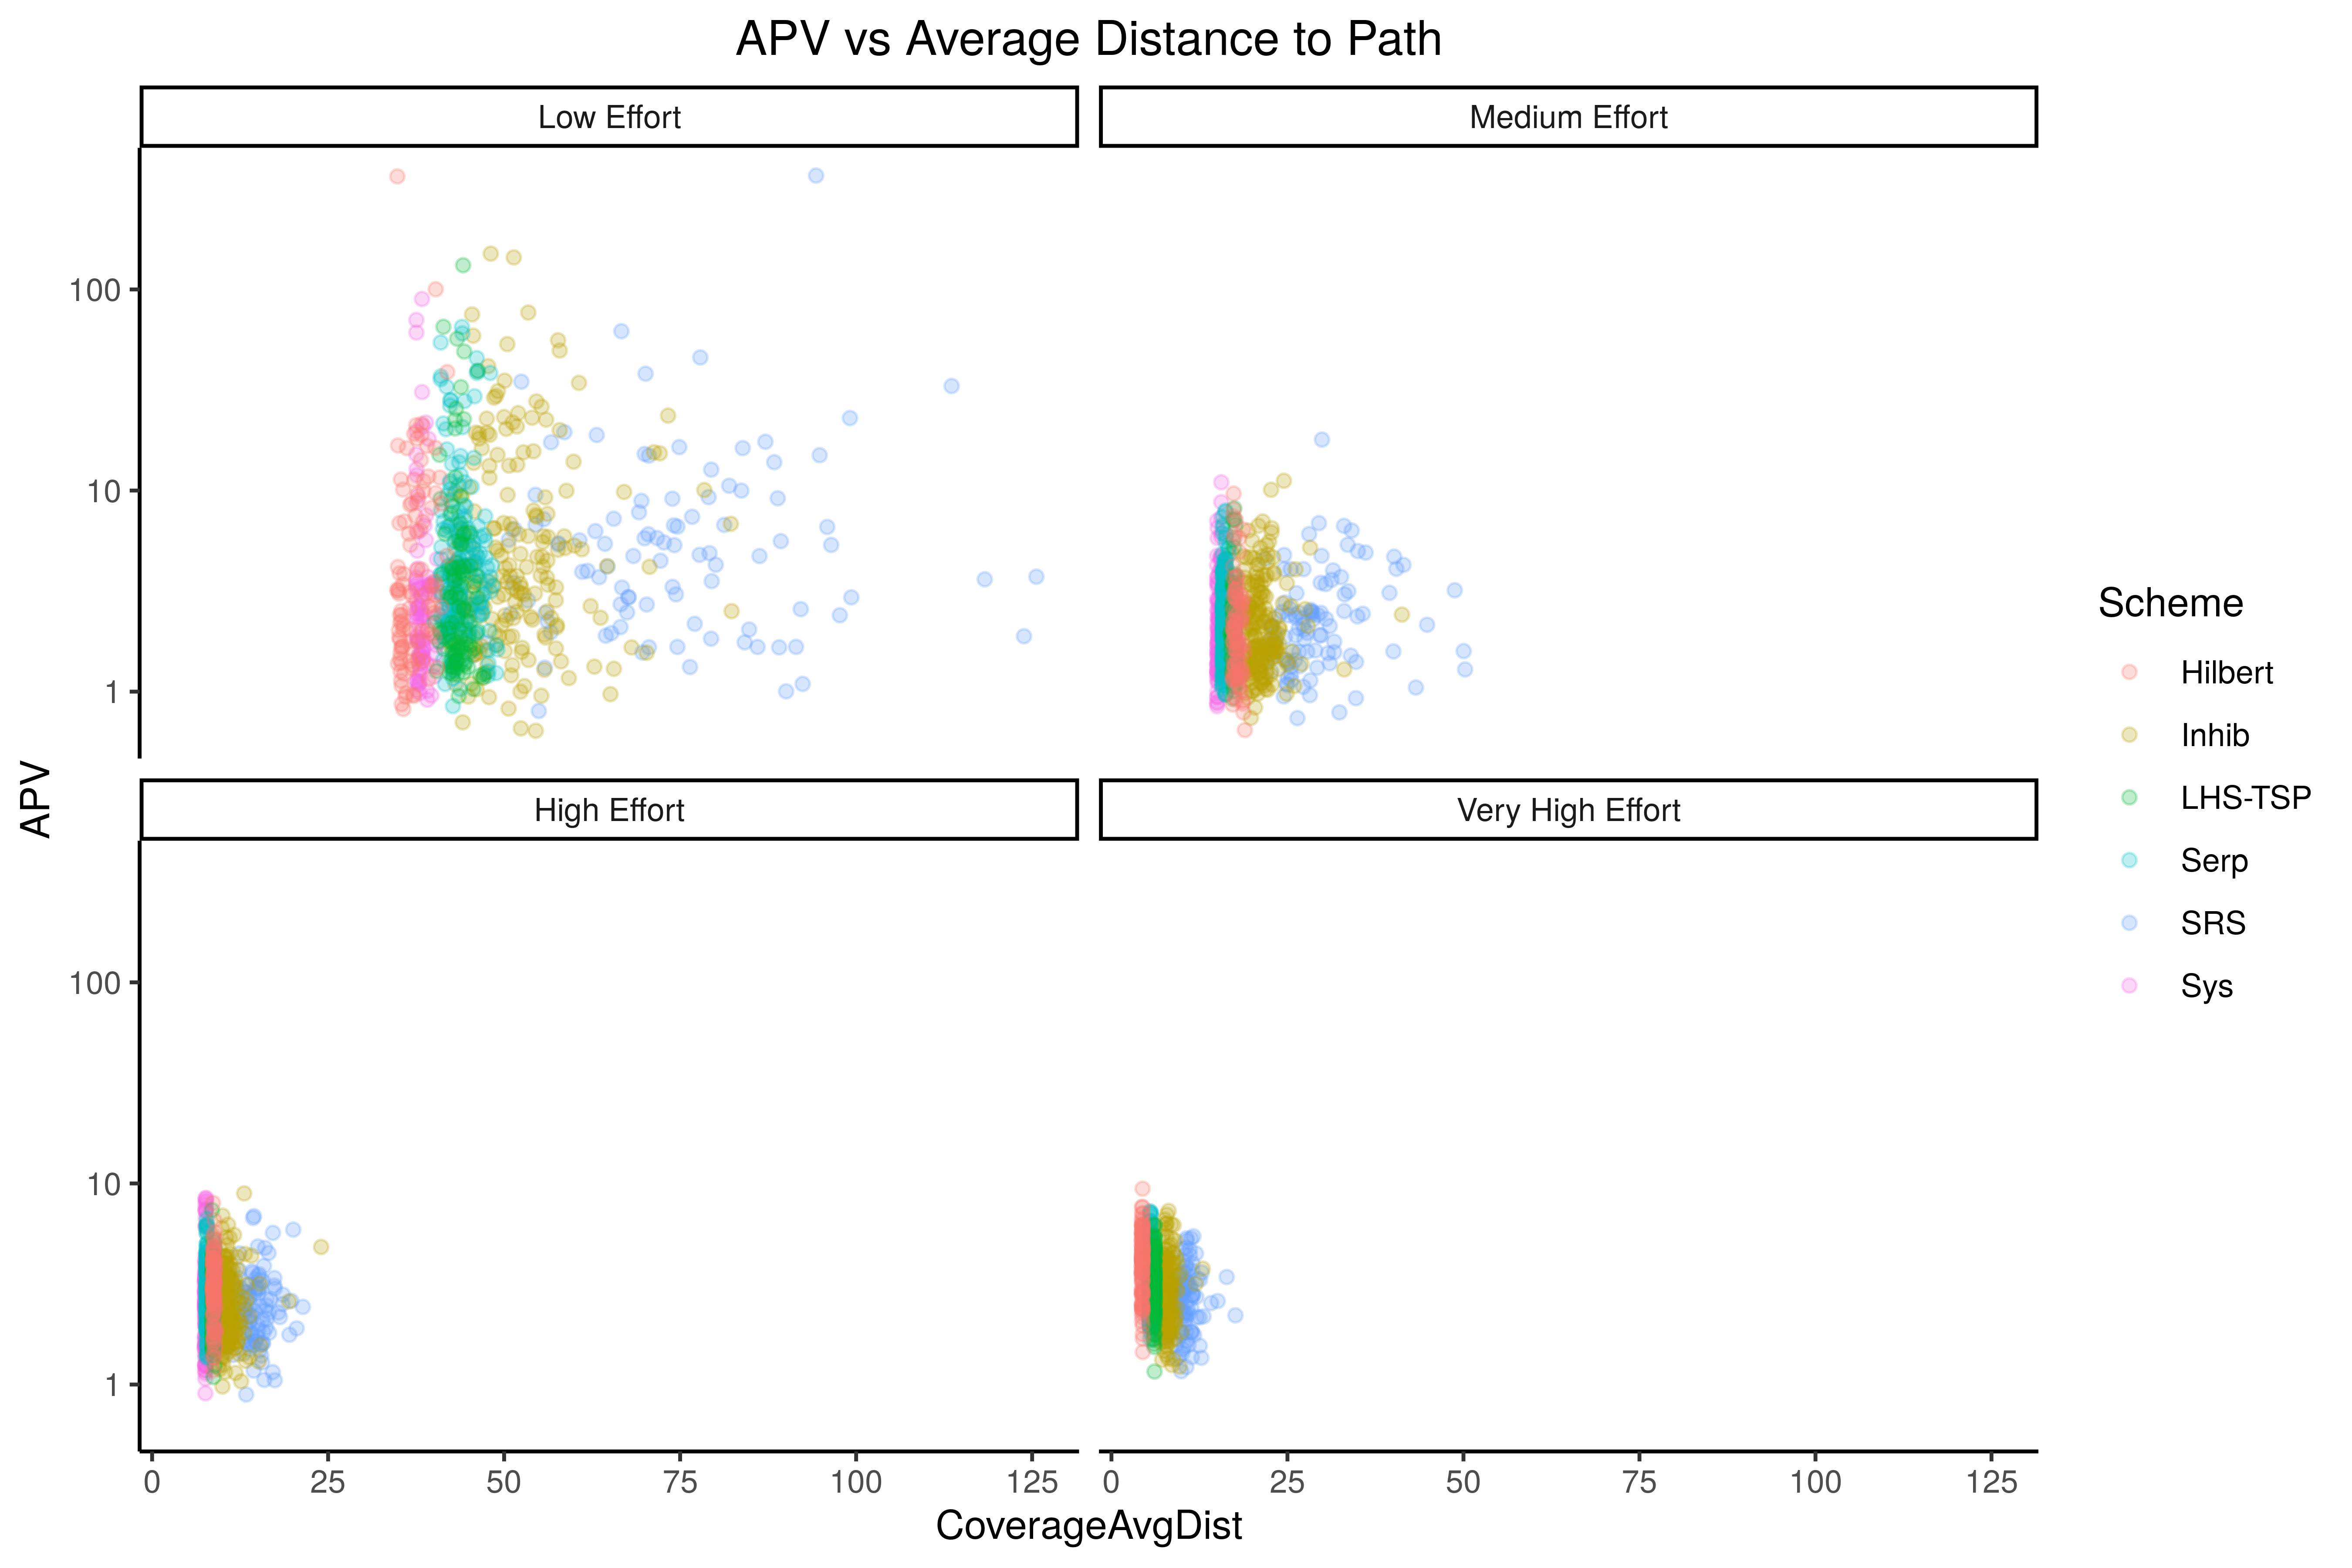 APV vs Average Distance to Path
Low Effort
Medium Effort
100
10
1
High Effort
Very High Effort
100
10
1
0 25 50 75 100 125
0 25 50 75 100 125
CoverageAvgDist
APV
Scheme
Hilbert
Inhib
LHS-TSP
Serp
SRS
Sys